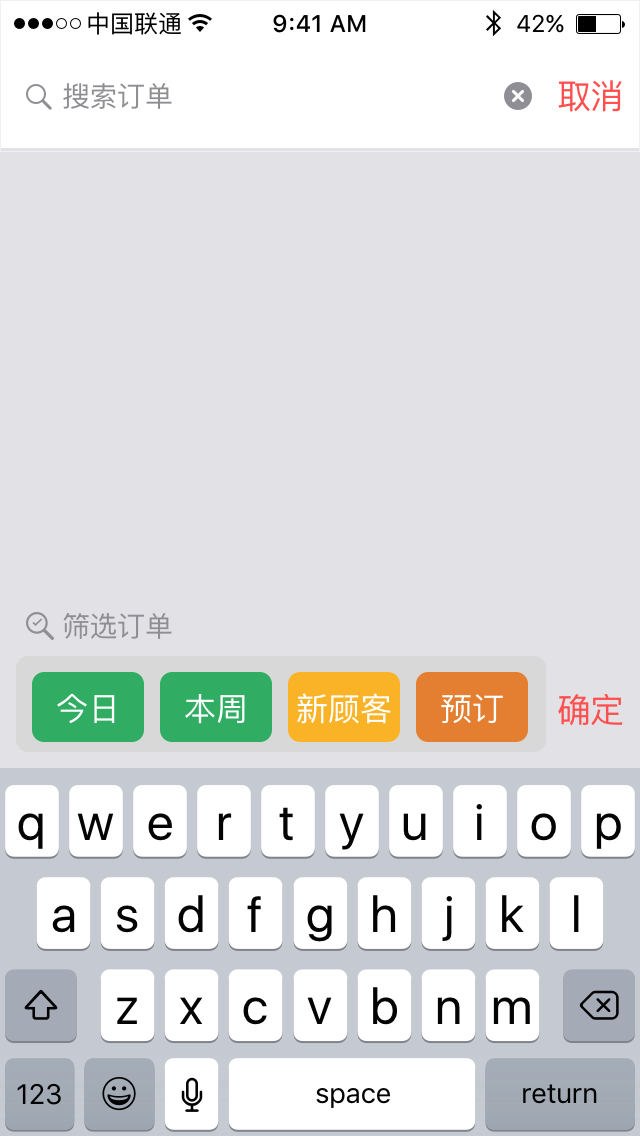 中国联通 9:41 AM 42%
搜索订单 取消
筛选订单
今日 本周 新顾客 预订 确定
q w e r t y u i o p
a s d f g h j k l
z x c v b n m
123 space return